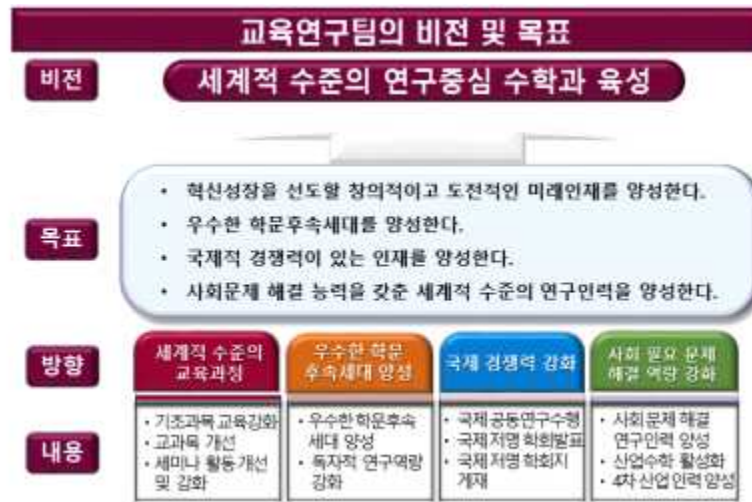 교육연구팀의 비전 및 목표
비전
세계적 수준의 연구중심 수학과 육성
목표
• 혁신성장을 선도할 창의적이고 도전적인 미래인재를 양성한다.
• 우수한 학문후속세대를 양성한다.
• 국제적 경쟁력이 있는 인재를 양성한다.
• 사회문제 해결 능력을 갖춘 세계적 수준의 연구인력을 양성한다.
방향
세계적 수준의
교육과정
우수한 학문
후속세대 양성
국제 경쟁력 강화
사회 필요 문제
해결 역량 강화
내용
• 기초과목 교육강화
• 교과목 개선
• 세미나 활동 개선
및 강화
• 우수한 학문후속
세대 양성
• 독자적 연구역량
강화
• 국제 공동연구수행
• 국제 저명 학회발표
• 국제 저명 학회지
게재
• 사회 문제 해결
연구인력 양성
• 산업수학 활성화
• 4차 산업 인력 양성